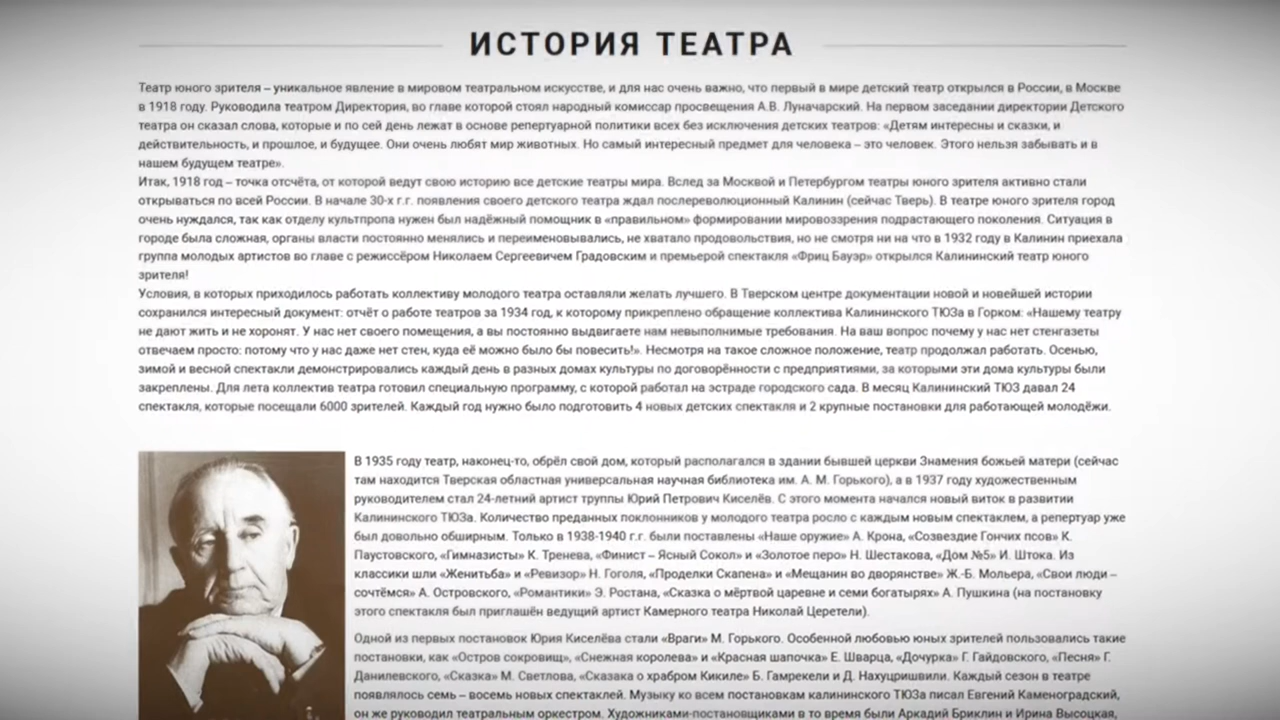 ИСТОРИЯ ТЕАТРА
Театр юного зрителя – уникальное явление в мировом театральном искусстве, и для нас очень важно, что первый в мире детский театр открылся в России, в Москве
в 1918 году. Руководила театром Директория, во главе которой стоял народный комиссар просвещения А.В. Луначарский. На первом заседании директории Детского
театра он сказал слова, которые и по сей день лежат в основе репертуарной политики всех без исключения детских театров: «Детям интересны и сказки, и
действительность, и прошлое, и будущее. Они очень любят мир животных. Но самый интересный предмет для человека – это человек. Этого нельзя забывать и в
нашем будущем театре».
Итак, 1918 год – точка отсчёта, от которой ведут свою историю все детские театры мира. Вслед за Москвой и Петербургом театры юного зрителя активно стали
открываться по всей России. В начале 30-х г.г. появления своего детского театра ждал послереволюционный Калинин (сейчас Тверь). В театре юного зрителя город
очень нуждался, так как отделу культпропа нужен был надёжный помощник в «правильном» формировании мировоззрения подрастающего поколения. Ситуация в
городе была сложная, органы власти постоянно менялись и переименовывались, не хватало продовольствия, но не смотря ни на что в 1932 году в Калинин приехала
группа молодых артистов во главе с режиссёром Николаем Сергеевичем Градовским и премьерой спектакля «Фриц Бауэр» открылся Калининский театр юного
зрителя!
Условия, в которых приходилось работать коллективу молодого театра оставляли желать лучшего. В Тверском центре документации новой и новейшей истории
сохранился интересный документ: отчёт о работе театров за 1934 год, к которому прикреплено обращение коллектива Калининского ТЮЗа в Горком: «Нашему театру
не дают жить и не хоронят. У нас нет своего помещения, а вы постоянно выдвигаете нам невыполнимые требования. На ваш вопрос почему у нас нет стенгазеты
отвечаем просто: потому что у нас даже нет стен, куда её можно было бы повесить!». Несмотря на такое сложное положение, театр продолжал работать. Осенью,
зимой и весной спектакли демонстрировались каждый день в разных домах культуры по договорённости с предприятиями, за которыми эти дома культуры были
закреплены. Для лета коллектив театра готовил специальную программу, с которой работал на эстраде городского сада. В месяц Калининский ТЮЗ давал 24
спектакля, которые посещали 6000 зрителей. Каждый год нужно было подготовить 4 новых детских спектакля и 2 крупные постановки для работающей молодёжи.
В 1935 году театр, наконец-то, обрёл свой дом, который располагался в здании бывшей церкви Знамения божьей матери (сейчас
там находится Тверская областная универсальная научная библиотека им. А. М. Горького), а в 1937 году художественным
руководителем стал 24-летний артист труппы Юрий Петрович Киселёв. С этого момента начался новый виток в развитии
Калининского ТЮЗа. Количество преданных поклонников у молодого театра росло с каждым новым спектаклем, а репертуар уже
был довольно обширным. Только в 1938-1940 г.г. были поставлены «Наше оружие» А. Крона, «Созвездие Гончих псов» К.
Паустовского, «Гимназисты» К. Тренева, «Финист – Ясный Сокол» и «Золотое перо» Н. Шестакова, «Дом №5» И. Штока. Из
классики шли «Женитьба» и «Ревизор» Н. Гоголя, «Проделки Скапена» и «Мещанин во дворянстве» Ж.-Б. Мольера, «Свои люди –
сочтёмся» А. Островского, «Романтики» Э. Ростана, «Сказка о мёртвой царевне и семи богатырях» А. Пушкина (на постановку
этого спектакля был приглашён ведущий артист Камерного театра Николай Церетели).
Одной из первых постановок Юрия Киселёва стали «Враги» М. Горького. Особенной любовью юных зрителей пользовались такие
постановки, как «Остров сокровищ», «Снежная королева» и «Красная шапочка» Е. Шварца, «Дочурка» Г. Гайдовского, «Песня» Г.
Данилевского, «Сказка» М. Светлова, «Сказака о храбром Кикиле» Б. Гамрекели и Д. Нахуцришвили. Каждый сезон в театре
появлялось семь – восемь новых спектаклей. Музыку ко всем постановкам калининского ТЮЗа писал Евгений Каменоградский,
он же руководил театральным оркестром. Художниками-постановщиками в то время были Аркадий Бриклин и Ирина Высоцкая,